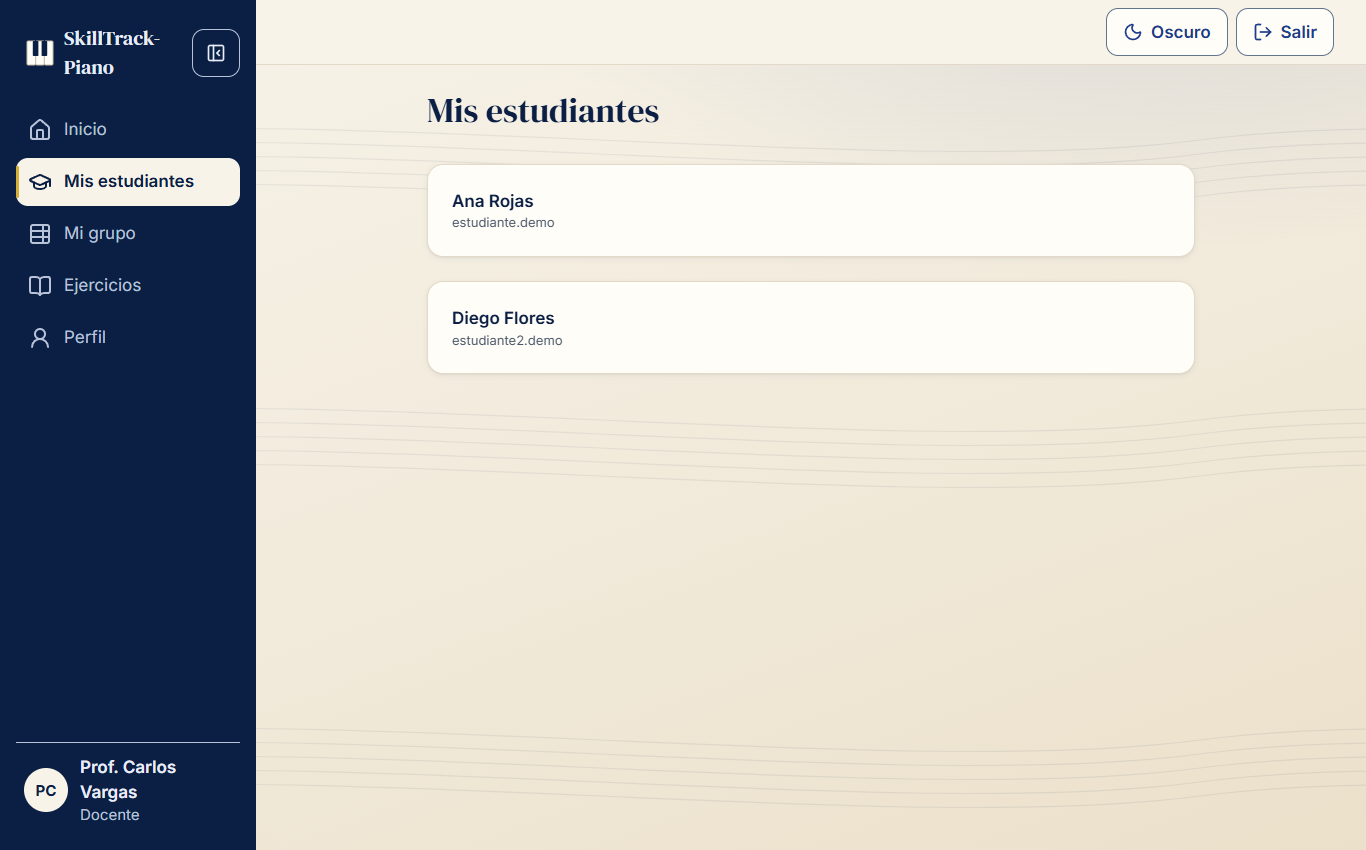 SkillTrack-
Piano
Inicio
Mis estudiantes
Mi grupo
Ejercicios
Perfil
PC
Prof. Carlos
Vargas
Docente
Oscuro
Salir
Mis estudiantes
Ana Rojas
estudiante.demo
Diego Flores
estudiante2.demo